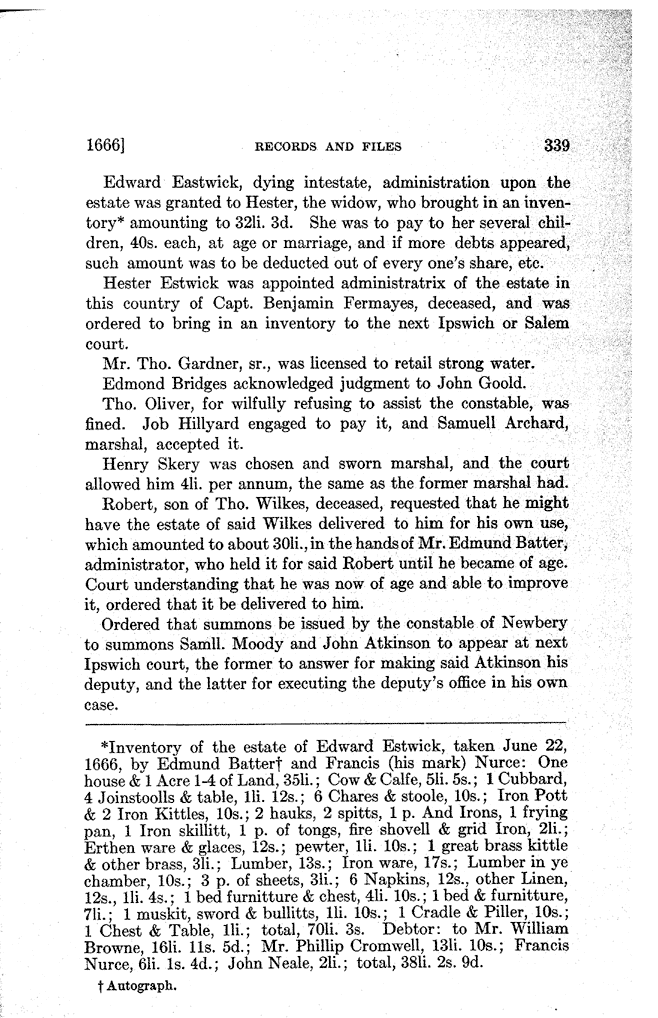 1666] RECORDS AND FILES 339
Edward Eastwick, dying intestate, administration upon the
estate was granted to Hester, the widow, who brought in an inven-
tory* amounting to 32li. 3d. She was to pay to her several chil-
dren, 40s. each, at age or marriage, and if more debts appeared,
such amount was to be deducted out of every one's share, etc.
Hester Estwick was appointed administratrix of the estate in
this country of Capt. Benjamin Fermayes, deceased, and was
ordered to bring in an inventory to the next Ipswich or Salem
court.
Mr. Tho. Gardner, sr., was licensed to retail strong water.
Edmond Bridges acknowledged judgment to John Goold.
Tho. Oliver, for wilfully refusing to assist the constable, was
fined. Job Hillyard engaged to pay it, and Samuell Archard,
marshal, accepted it.
Henry Skery was chosen and sworn marshal, and the court
allowed him 4li. per annum, the same as the former marshal had.
Robert, son of Tho. Wilkes, deceased, requested that he might
have the estate of said Wilkes delivered to him for his own use,
which amounted to about 30li., in the hands of Mr. Edmund Batter,
administrator, who held it for said Robert until he became of age.
Court understanding that he was now of age and able to improve
it, ordered that it be delivered to him.
Ordered that summons be issued by the constable of Newbery
to summons Samll. Moody and John Atkinson to appear at next
Ipswich court, the former to answer for making said Atkinson his
deputy, and the latter for executing the deputy's office in his own
case.
*Inventory of the estate of Edward Estwick, taken June 22,
1666, by Edmund Batter† and Francis (his mark) Nurce: One
house & 1 Acre 1-4 of Land, 35li.; Cow & Calfe, 5li. 5s.; 1 Cubbard,
4 Joinstoolls & table, 1li. 12s.; 6 Chares & stoole, 10s.; Iron Pott
& 2 Iron Kittles, 10s.; 2 hauks, 2 spitts, 1 p. And Irons, 1 frying
pan, 1 Iron skillitt, 1 p. of tongs, fire shovell & grid Iron, 2li.;
Erthen ware & glaces, 12s.; pewter, 1li. 10s.; 1 great brass kittle
& other brass, 3li.; Lumber, 13s.; Iron ware, 17s.; Lumber in ye
chamber, 10s.; 3 p. of sheets, 3li.; 6 Napkins, 12s., other Linen,
12s., 1li. 4s.; 1 bed furnitture & chest, 4li. 10s.; 1 bed & furnitture,
7li.; 1 muskit, sword & bullitts, 1li. 10s.; 1 Cradle & Piller, 10s.;
1 Chest & Table, 1li.; total, 70li. 3s. Debtor: to Mr. William
Browne, 16li. 11s. 5d.; Mr. Phillip Cromwell, 13li. 10s.; Francis
Nurce, 6li. 1s. 4d.; John Neale, 2li.; total, 38li. 2s. 9d.
† Autograph.